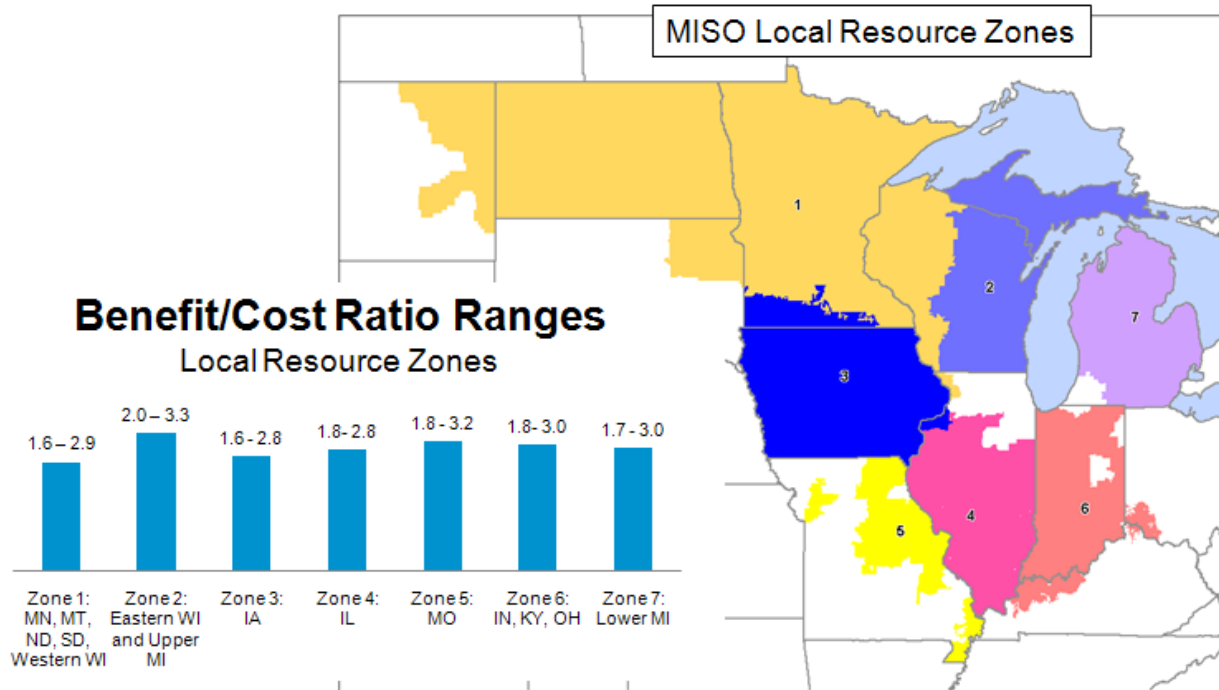 MISO Local Resource Zones
1
2
7
3
4
5
6
Benefit/Cost Ratio Ranges
Local Resource Zones
1.6 – 2.9
2.0 – 3.3
1.6 - 2.8
1.8 - 2.8
1.8 - 3.2
1.8- 3.0
1.7 - 3.0
Zone 1:
MN, MT,
ND, SD,
Western WI
Zone 2:
Eastern WI
and Upper
MI
Zone 3:
IA
Zone 4:
IL
Zone 5:
MO
Zone 6:
IN, KY, OH
Zone 7:
Lower MI